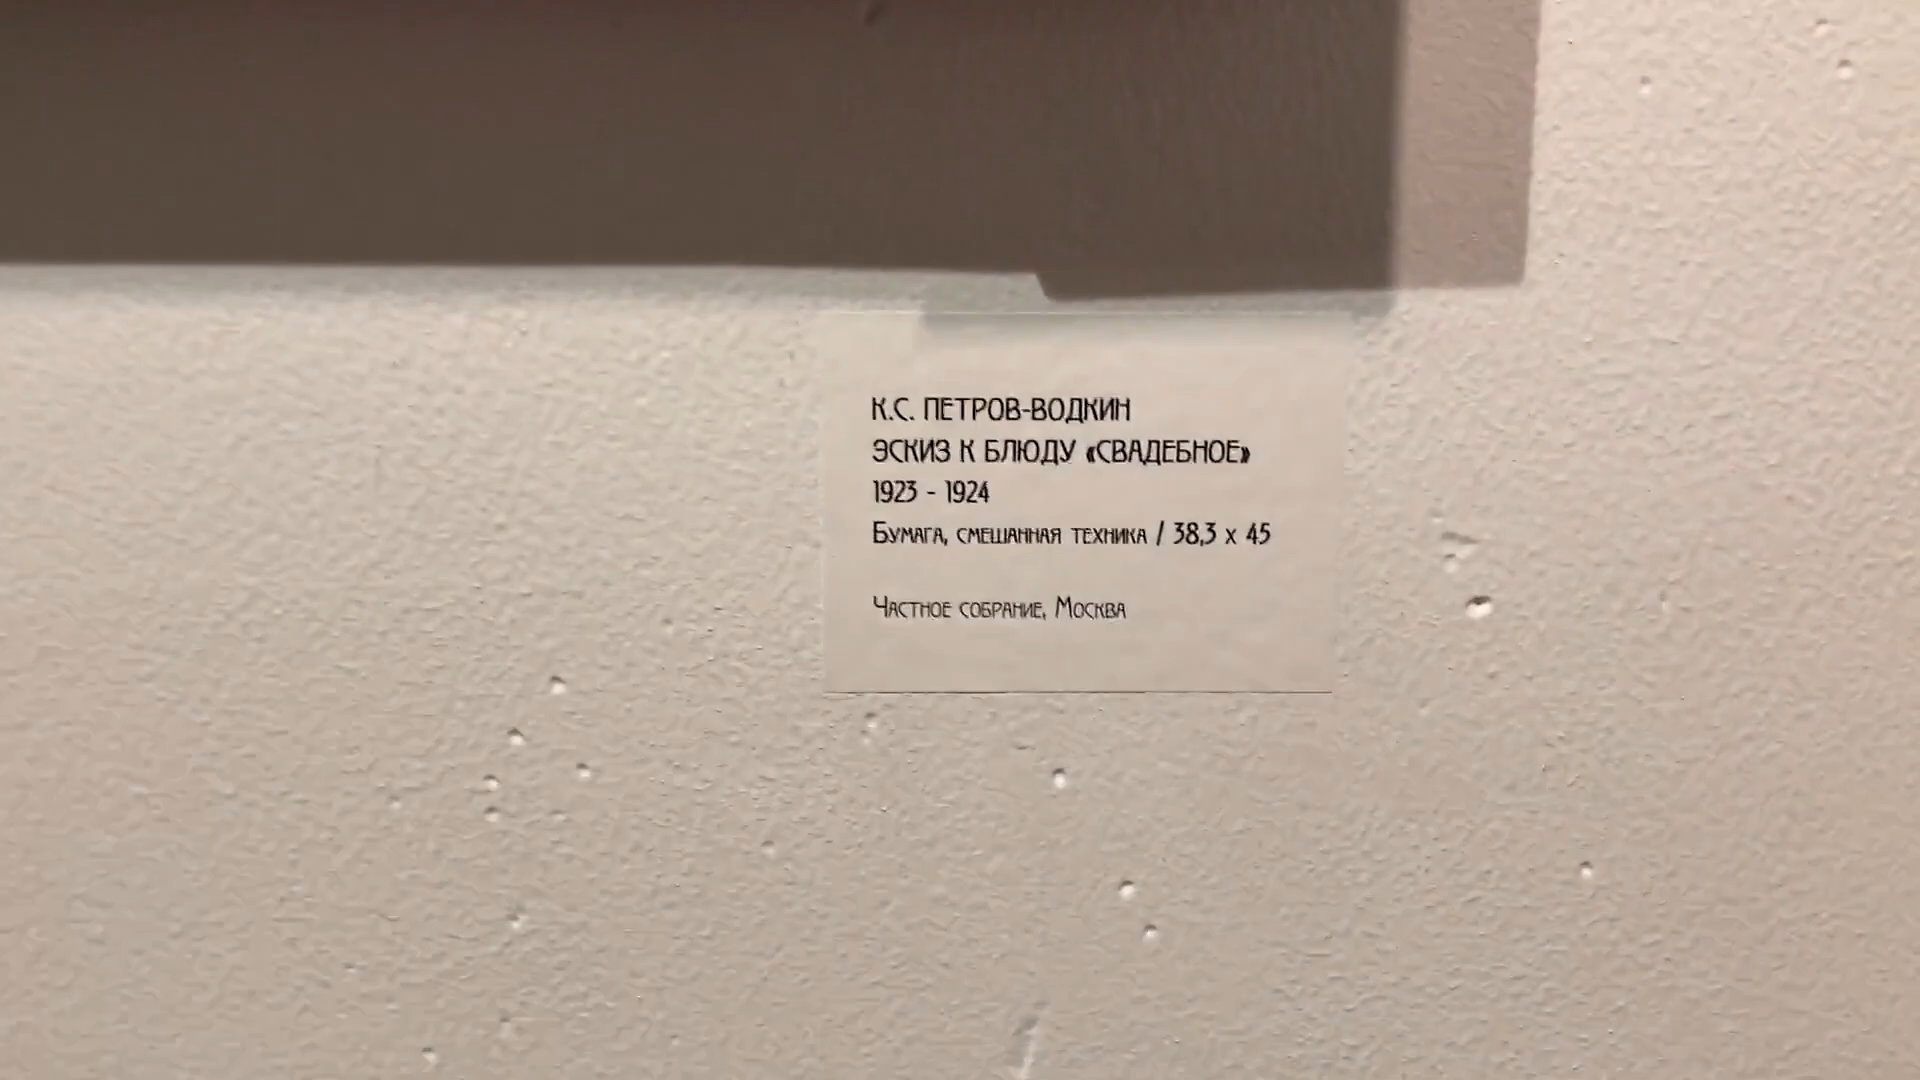 К.С. ПЕТРОВ-ВОДКИН
ЭСКИЗ К БЛЮДУ «СВАДЕБНОЕ»
1923 - 1924
Бумага, смешанная техника / 38,3 х 45
Частное собрание, Москва